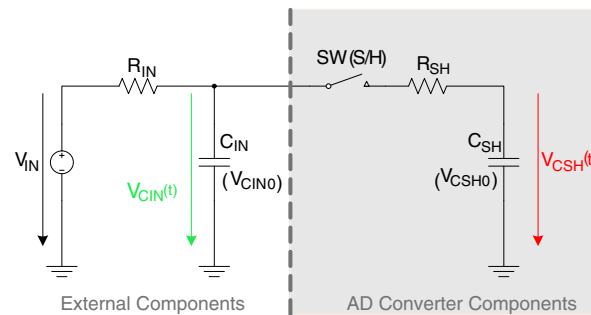 SW(S/H)
RIN
RSH
VIN
+
−
CIN
(VCIN0)
VCIN(t)
CSH
(VCSH0)
VCSH(t)
External Components
AD Converter Components